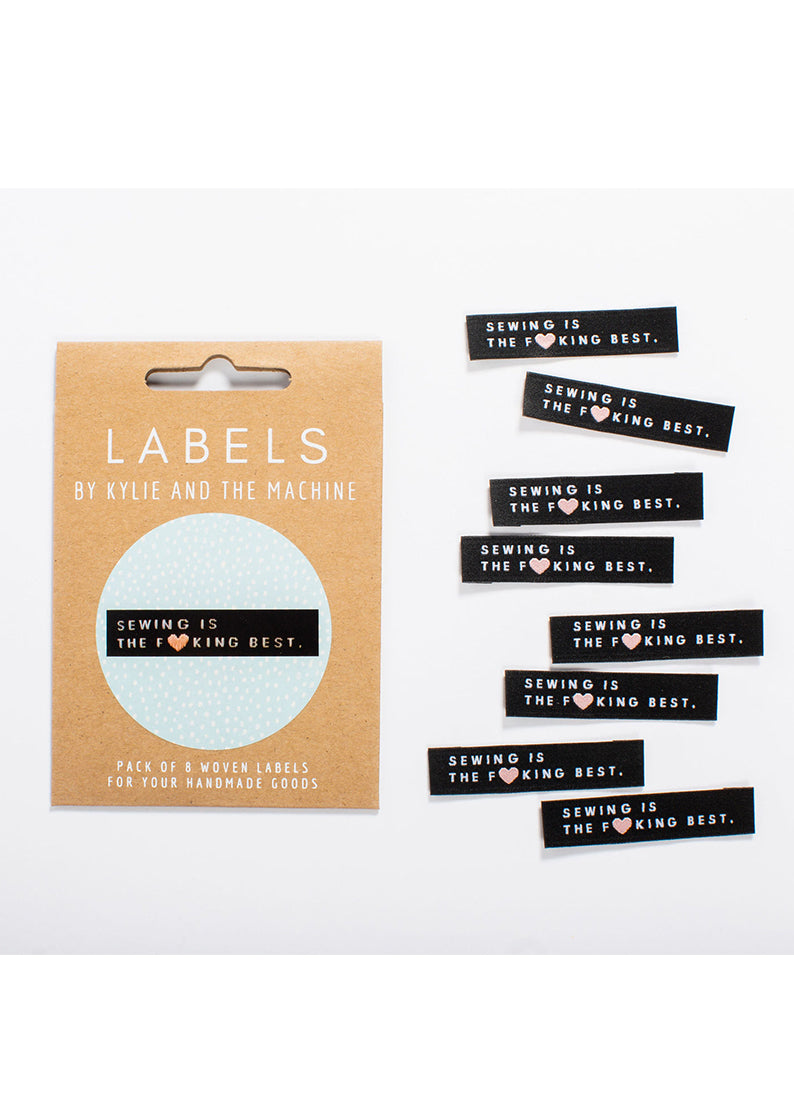 LABELS
BY KYLIE AND THE MACHINE
SEWING IS
THE F🩷KING BEST.
PACK OF 8 WOVEN LABELS
FOR YOUR HANDMADE GOODS
SEWING IS
THE F🩷KING BEST.
SEWING IS
THE F🩷KING BEST.
SEWING IS
THE F🩷KING BEST.
SEWING IS
THE F🩷KING BEST.
SEWING IS
THE F🩷KING BEST.
SEWING IS
THE F🩷KING BEST.
SEWING IS
THE F🩷KING BEST.
SEWING IS
THE F🩷KING BEST.